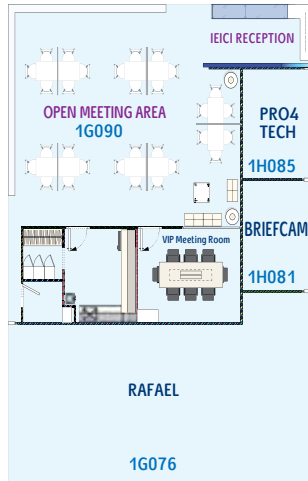 IEICI RECEPTION
OPEN MEETING AREA
1G090
PRO4
TECH
1H085
BRIEFCAM
1H081
VIP Meeting Room
RAFAEL
1G076